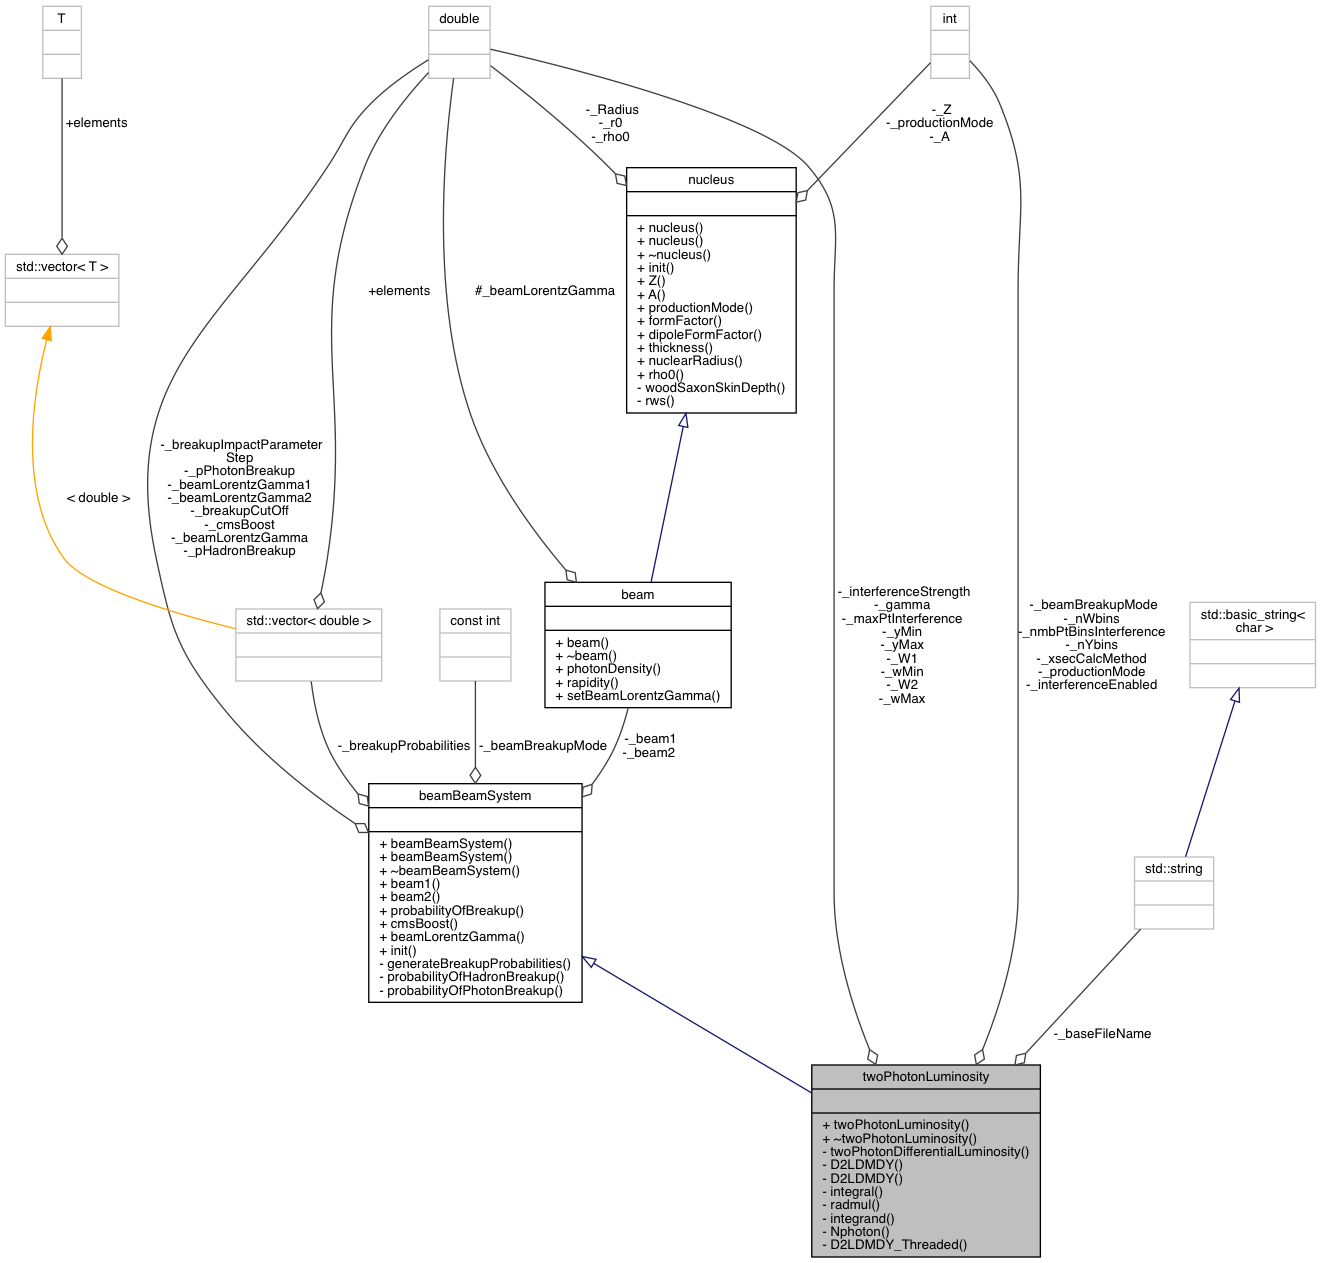 T
double
int
+elements
-_Radius
-_r0
-_rho0
-_Z
-_productionMode
-_A
nucleus
+ nucleus()
+ nucleus()
+ ~nucleus()
+ init()
+ Z()
+ A()
+ productionMode()
+ formFactor()
+ dipoleFormFactor()
+ thickness()
+ nuclearRadius()
+ rho0()
- woodSaxonSkinDepth()
- rws()
std::vector< T >
+elements
#_beamLorentzGamma
< double >
-_breakupImpactParameter
Step
-_pPhotonBreakup
-_beamLorentzGamma1
-_beamLorentzGamma2
-_breakupCutOff
-_cmsBoost
-_beamLorentzGamma
-_pHadronBreakup
std::vector< double >
const int
beam
+ beam()
+ ~beam()
+ photonDensity()
+ rapidity()
+ setBeamLorentzGamma()
-_interferenceStrength
-_gamma
-_maxPtInterference
-_yMin
-_yMax
-_W1
-_wMin
-_W2
-_wMax
-_beamBreakupMode
-_nWbins
-_nmbPtBinsInterference
-_nYbins
-_xsecCalcMethod
-_productionMode
-_interferenceEnabled
std::basic_string<
char >
-_breakupProbabilities
-_beamBreakupMode
-_beam1
-_beam2
beamBeamSystem
+ beamBeamSystem()
+ beamBeamSystem()
+ ~beamBeamSystem()
+ beam1()
+ beam2()
+ probabilityOfBreakup()
+ cmsBoost()
+ beamLorentzGamma()
+ init()
- generateBreakupProbabilities()
- probabilityOfHadronBreakup()
- probabilityOfPhotonBreakup()
std::string
-_baseFileName
twoPhotonLuminosity
+ twoPhotonLuminosity()
+ ~twoPhotonLuminosity()
- twoPhotonDifferentialLuminosity()
- D2LDMDY()
- D2LDMDY()
- integral()
- radmul()
- integrand()
- Nphoton()
- D2LDMDY_Threaded()